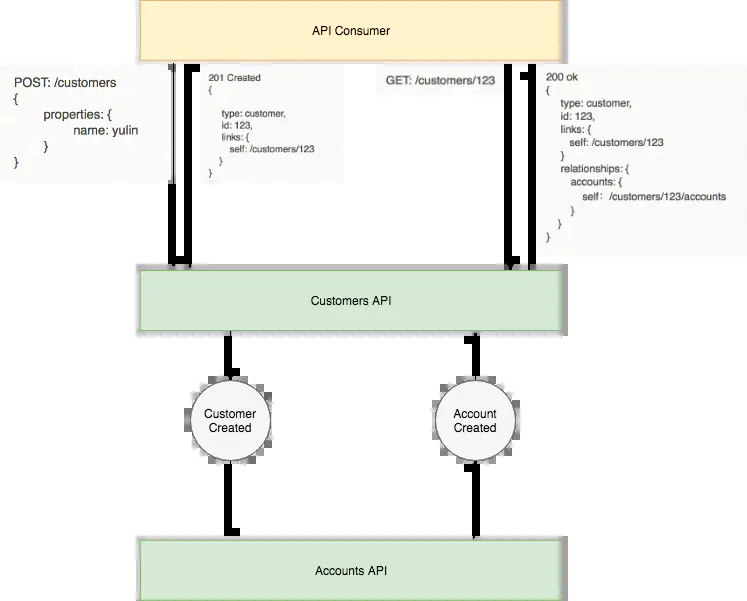 API Consumer
POST: /customers
{
properties: {
name: yulin
}
}
201 Created
{
type: customer,
id: 123,
links: {
self: /customers/123
}
}
GET: /customers/123
200 ok
{
type: customer,
id: 123,
links: {
self: /customers/123
}
relationships: {
accounts: {
self: /customers/123/accounts
}
}
}
Customers API
Customer
Created
Account
Created
Accounts API